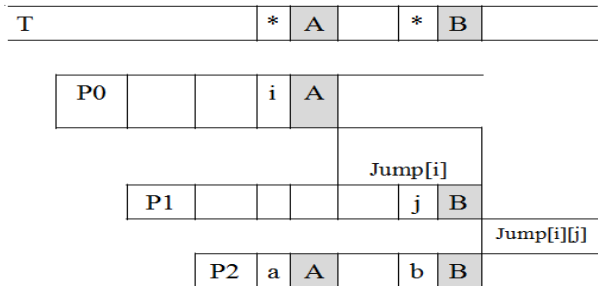 T * A * B
P0 i A
Jump[i]
P1 j B
Jump[i][j]
P2 a A b B